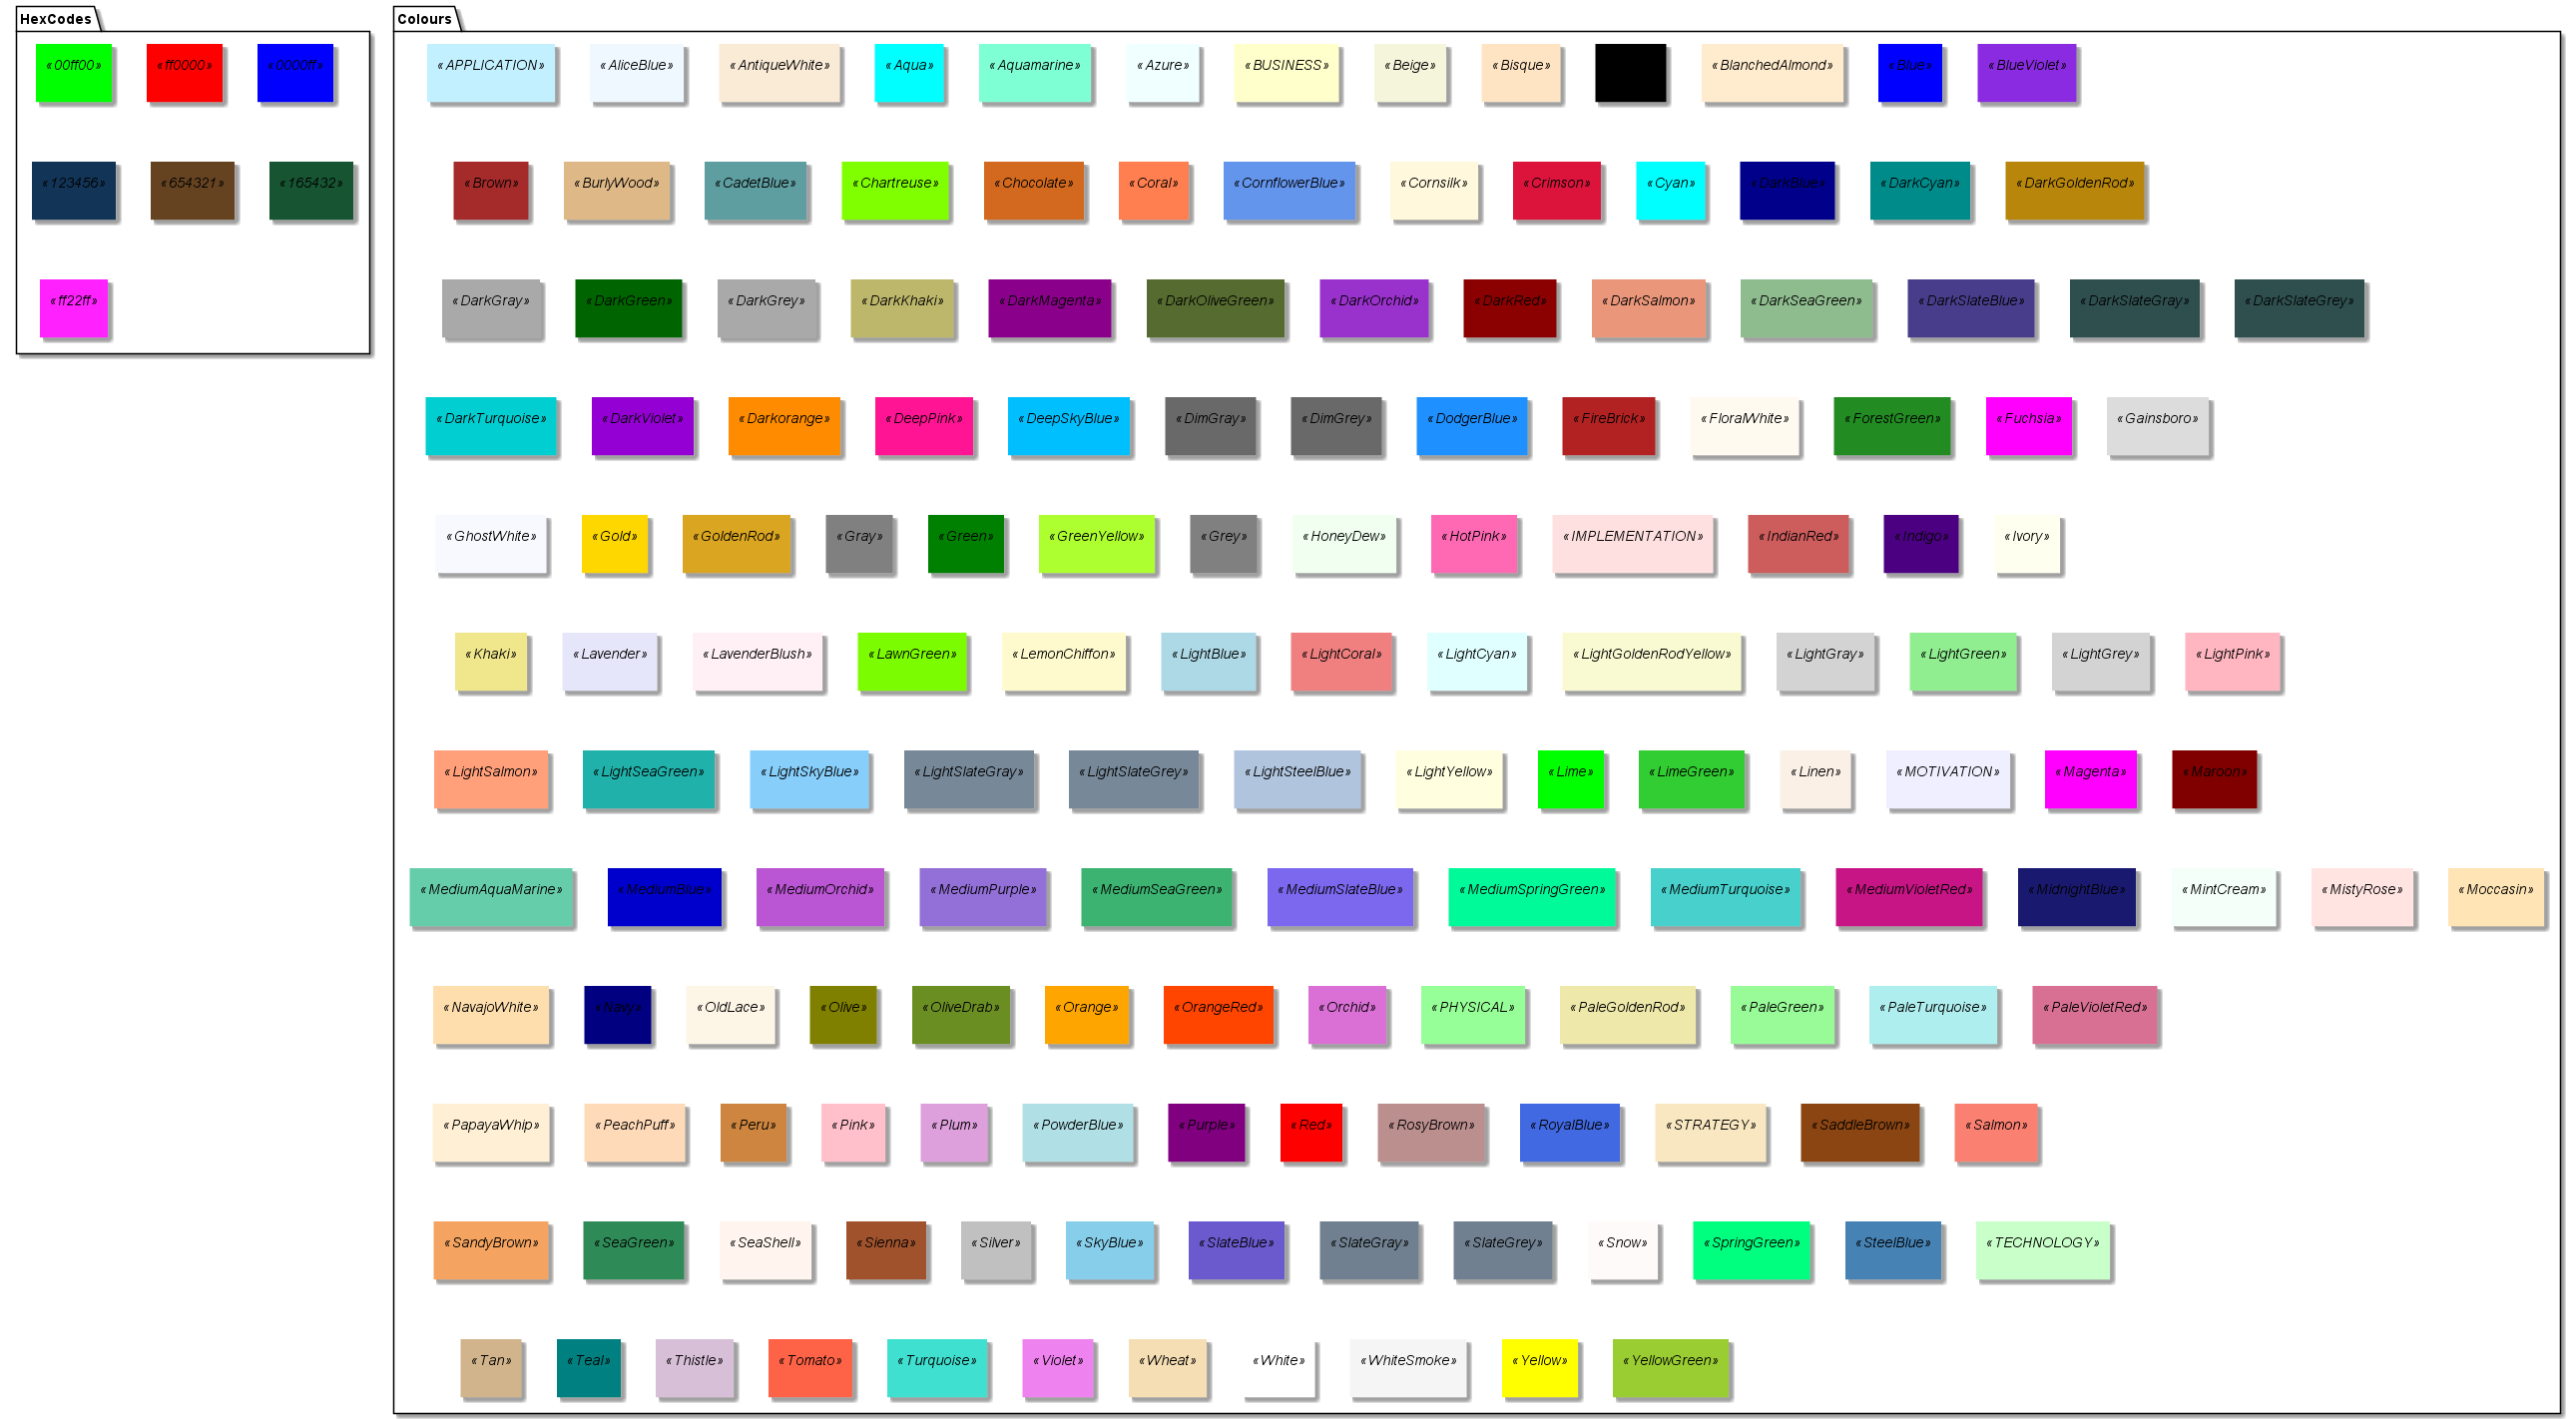 HexCodes
«00ff00» «ff0000» «0000ff»
«123456» «654321» «165432»
«ff22ff»
Colours
«APPLICATION» «AliceBlue» «AntiqueWhite» «Aqua» «Aquamarine» «Azure» «BUSINESS» «Beige» «Bisque» «BlanchedAlmond» «Blue» «BlueViolet»
«Brown» «BurlyWood» «CadetBlue» «Chartreuse» «Chocolate» «Coral» «CornflowerBlue» «Cornsilk» «Crimson» «Cyan» «DarkBlue» «DarkCyan» «DarkGoldenRod»
«DarkGray» «DarkGreen» «DarkGrey» «DarkKhaki» «DarkMagenta» «DarkOliveGreen» «DarkOrchid» «DarkRed» «DarkSalmon» «DarkSeaGreen» «DarkSlateBlue» «DarkSlateGray» «DarkSlateGrey»
«DarkTurquoise» «DarkViolet» «Darkorange» «DeepPink» «DeepSkyBlue» «DimGray» «DimGrey» «DodgerBlue» «FireBrick» «FloralWhite» «ForestGreen» «Fuchsia» «Gainsboro»
«GhostWhite» «Gold» «GoldenRod» «Gray» «Green» «GreenYellow» «Grey» «HoneyDew» «HotPink» «IMPLEMENTATION» «IndianRed» «Indigo» «Ivory»
«Khaki» «Lavender» «LavenderBlush» «LawnGreen» «LemonChiffon» «LightBlue» «LightCoral» «LightCyan» «LightGoldenRodYellow» «LightGray» «LightGreen» «LightGrey» «LightPink»
«LightSalmon» «LightSeaGreen» «LightSkyBlue» «LightSlateGray» «LightSlateGrey» «LightSteelBlue» «LightYellow» «Lime» «LimeGreen» «Linen» «MOTIVATION» «Magenta» «Maroon»
«MediumAquaMarine» «MediumBlue» «MediumOrchid» «MediumPurple» «MediumSeaGreen» «MediumSlateBlue» «MediumSpringGreen» «MediumTurquoise» «MediumVioletRed» «MidnightBlue» «MintCream» «MistyRose» «Moccasin»
«NavajoWhite» «Navy» «OldLace» «Olive» «OliveDrab» «Orange» «OrangeRed» «Orchid» «PHYSICAL» «PaleGoldenRod» «PaleGreen» «PaleTurquoise» «PaleVioletRed»
«PapayaWhip» «PeachPuff» «Peru» «Pink» «Plum» «PowderBlue» «Purple» «Red» «RosyBrown» «RoyalBlue» «STRATEGY» «SaddleBrown» «Salmon»
«SandyBrown» «SeaGreen» «SeaShell» «Sienna» «Silver» «SkyBlue» «SlateBlue» «SlateGray» «SlateGrey» «Snow» «SpringGreen» «SteelBlue» «TECHNOLOGY»
«Tan» «Teal» «Thistle» «Tomato» «Turquoise» «Violet» «Wheat» «White» «WhiteSmoke» «Yellow» «YellowGreen»